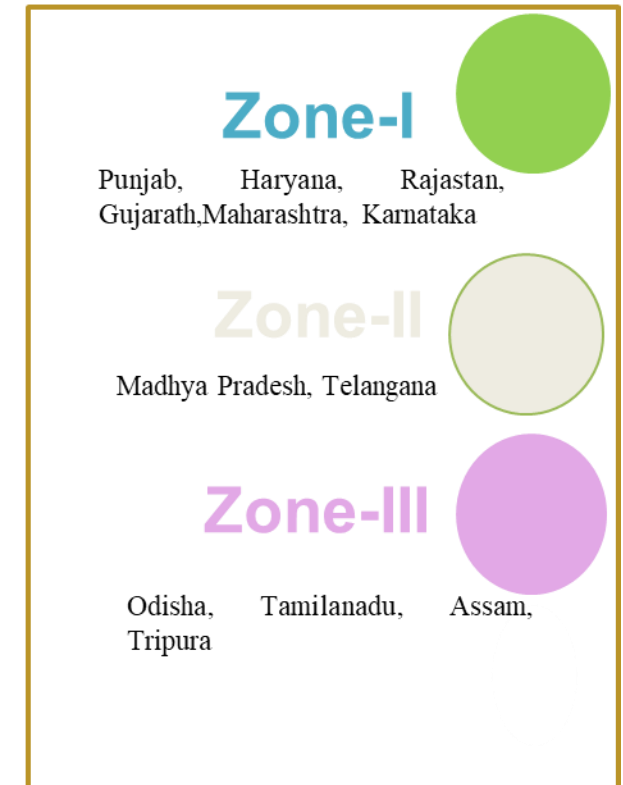 Zone-I
Punjab, Haryana, Rajastan,
Gujarath,Maharashtra, Karnataka
Zone-II
Madhya Pradesh, Telangana
Zone-III
Odisha, Tamilanadu, Assam,
Tripura